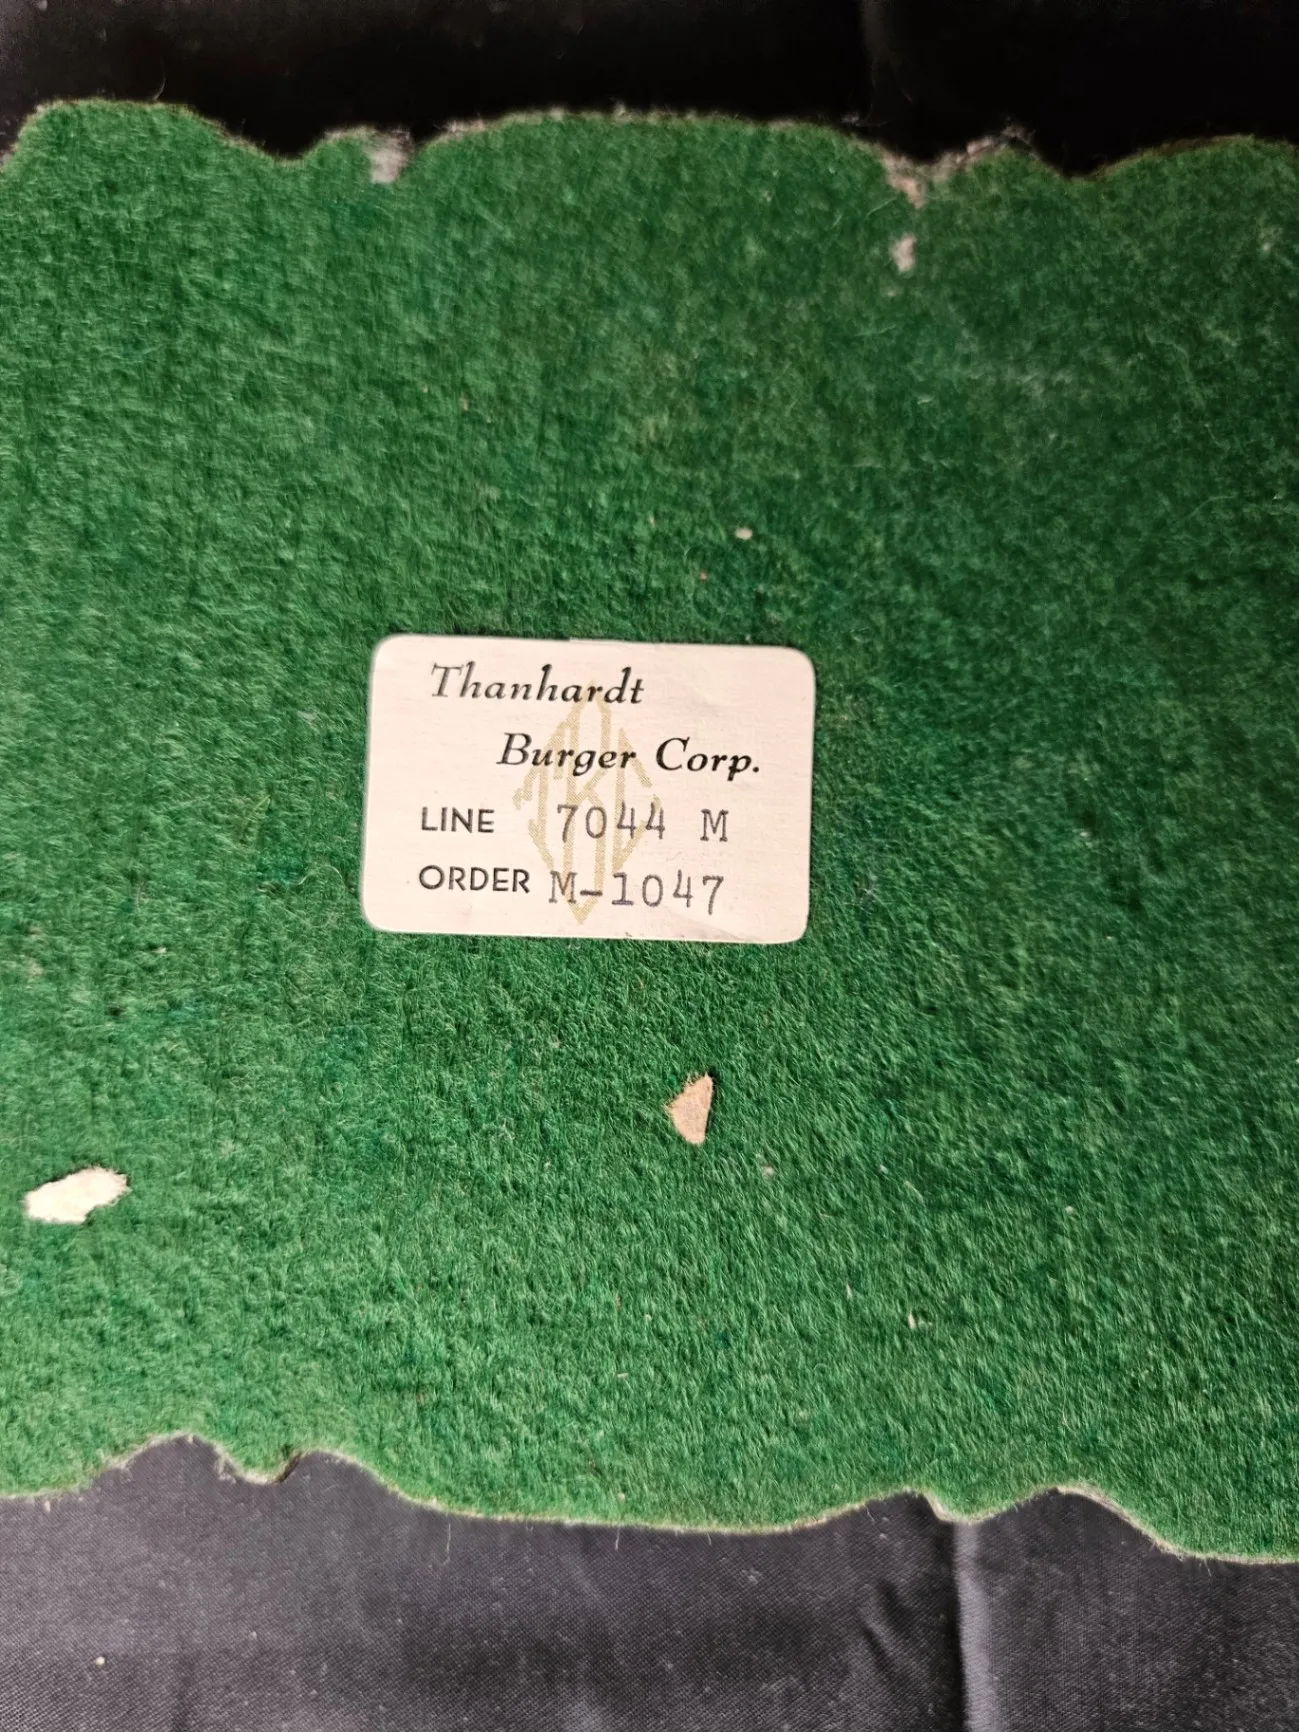 Thanhardt
Burger Corp.
LINE 7044 M
ORDER M-1047